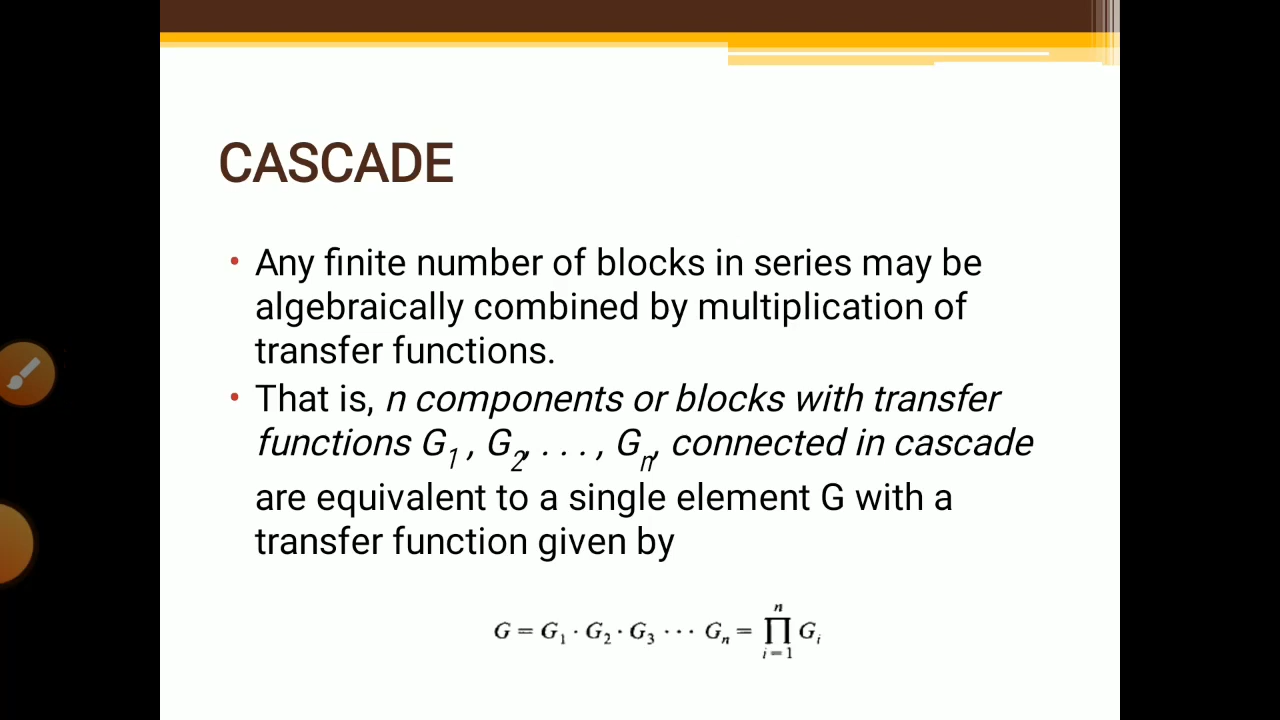 CASCADE
• Any finite number of blocks in series may be
algebraically combined by multiplication of
transfer functions.
• That is, n components or blocks with transfer
functions G₁ , G₂, . . . , Gₙ, connected in cascade
are equivalent to a single element G with a
transfer function given by
G = G₁ · G₂ · G₃ ··· Gₙ = ∏ⁿᵢ₌₁ Gᵢ